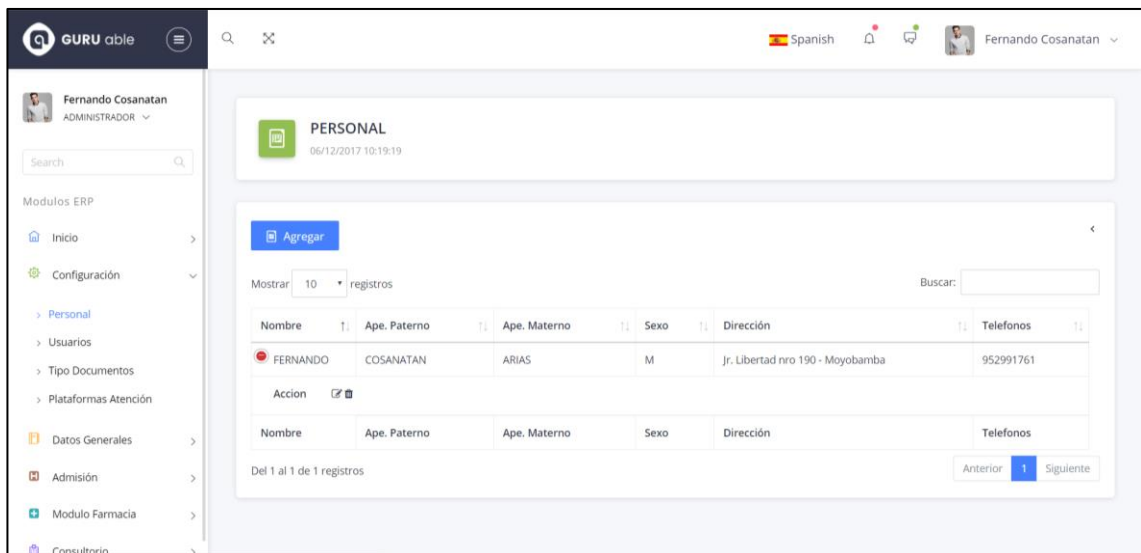 GURU able
Spanish
Fernando Cosanatan
Fernando Cosanatan
ADMINISTRADOR
Search
Modulos ERP
Inicio
Configuración
Personal
Usuarios
Tipo Documentos
Plataformas Atención
Datos Generales
Admisión
Modulo Farmacia
Consultorio
PERSONAL
06/12/2017 10:19:19
Agregar
Mostrar 10 registros
Buscar:
Nombre Ape. Paterno Ape. Materno Sexo Dirección Telefonos
FERNANDO COSANATAN ARIAS M Jr. Libertad nro 190 - Moyobamba 952991761
Accion
Nombre Ape. Paterno Ape. Materno Sexo Dirección Telefonos
Del 1 al 1 de 1 registros
Anterior 1 Siguiente